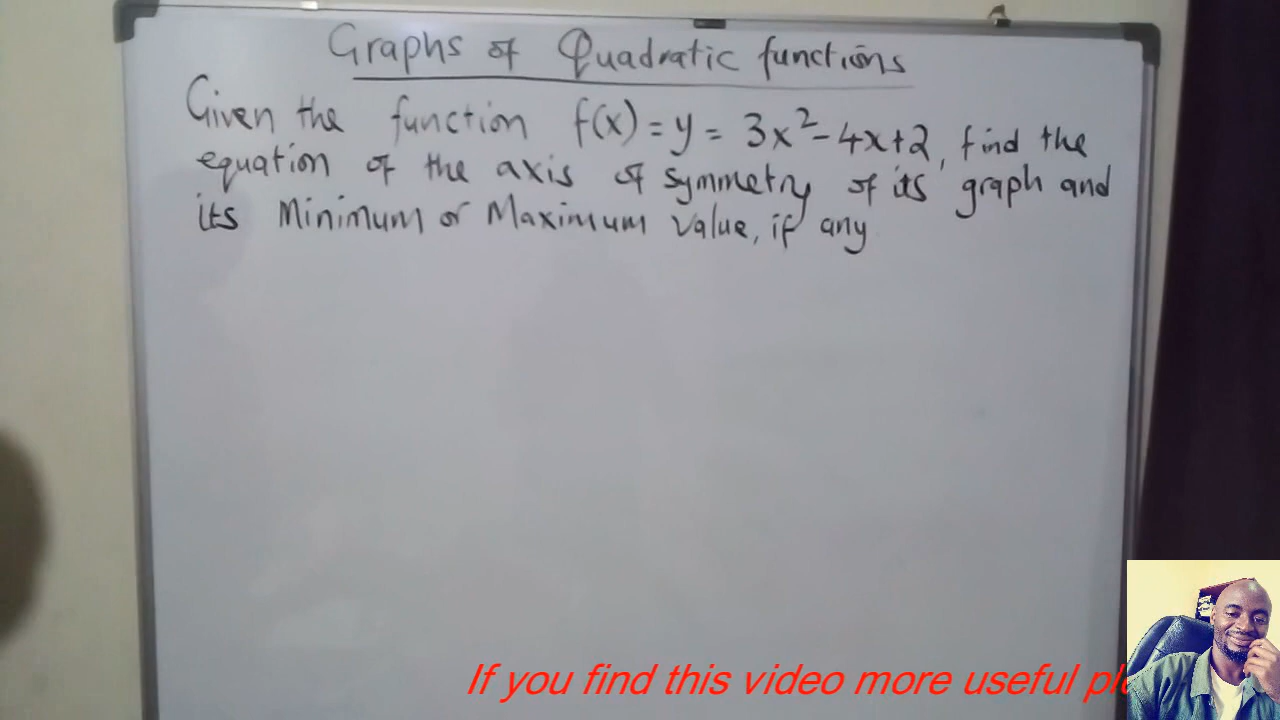 Graphs of Quadratic functions
Given the function f(x) = y = 3x² - 4x + 2, find the
equation of the axis of symmetry of its graph and
its Minimum or Maximum Value, if any
If you find this video more useful